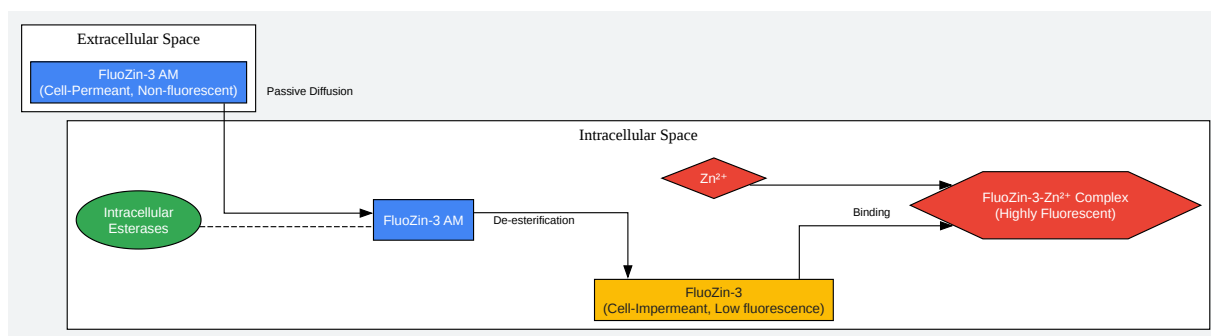 Extracellular Space
FluoZin-3 AM
(Cell-Permeant, Non-fluorescent)
Passive Diffusion
Intracellular Space
Zn²⁺
FluoZin-3-Zn²⁺ Complex
(Highly Fluorescent)
Intracellular
Esterases
FluoZin-3 AM
De-esterification
Binding
FluoZin-3
(Cell-Impermeant, Low fluorescence)